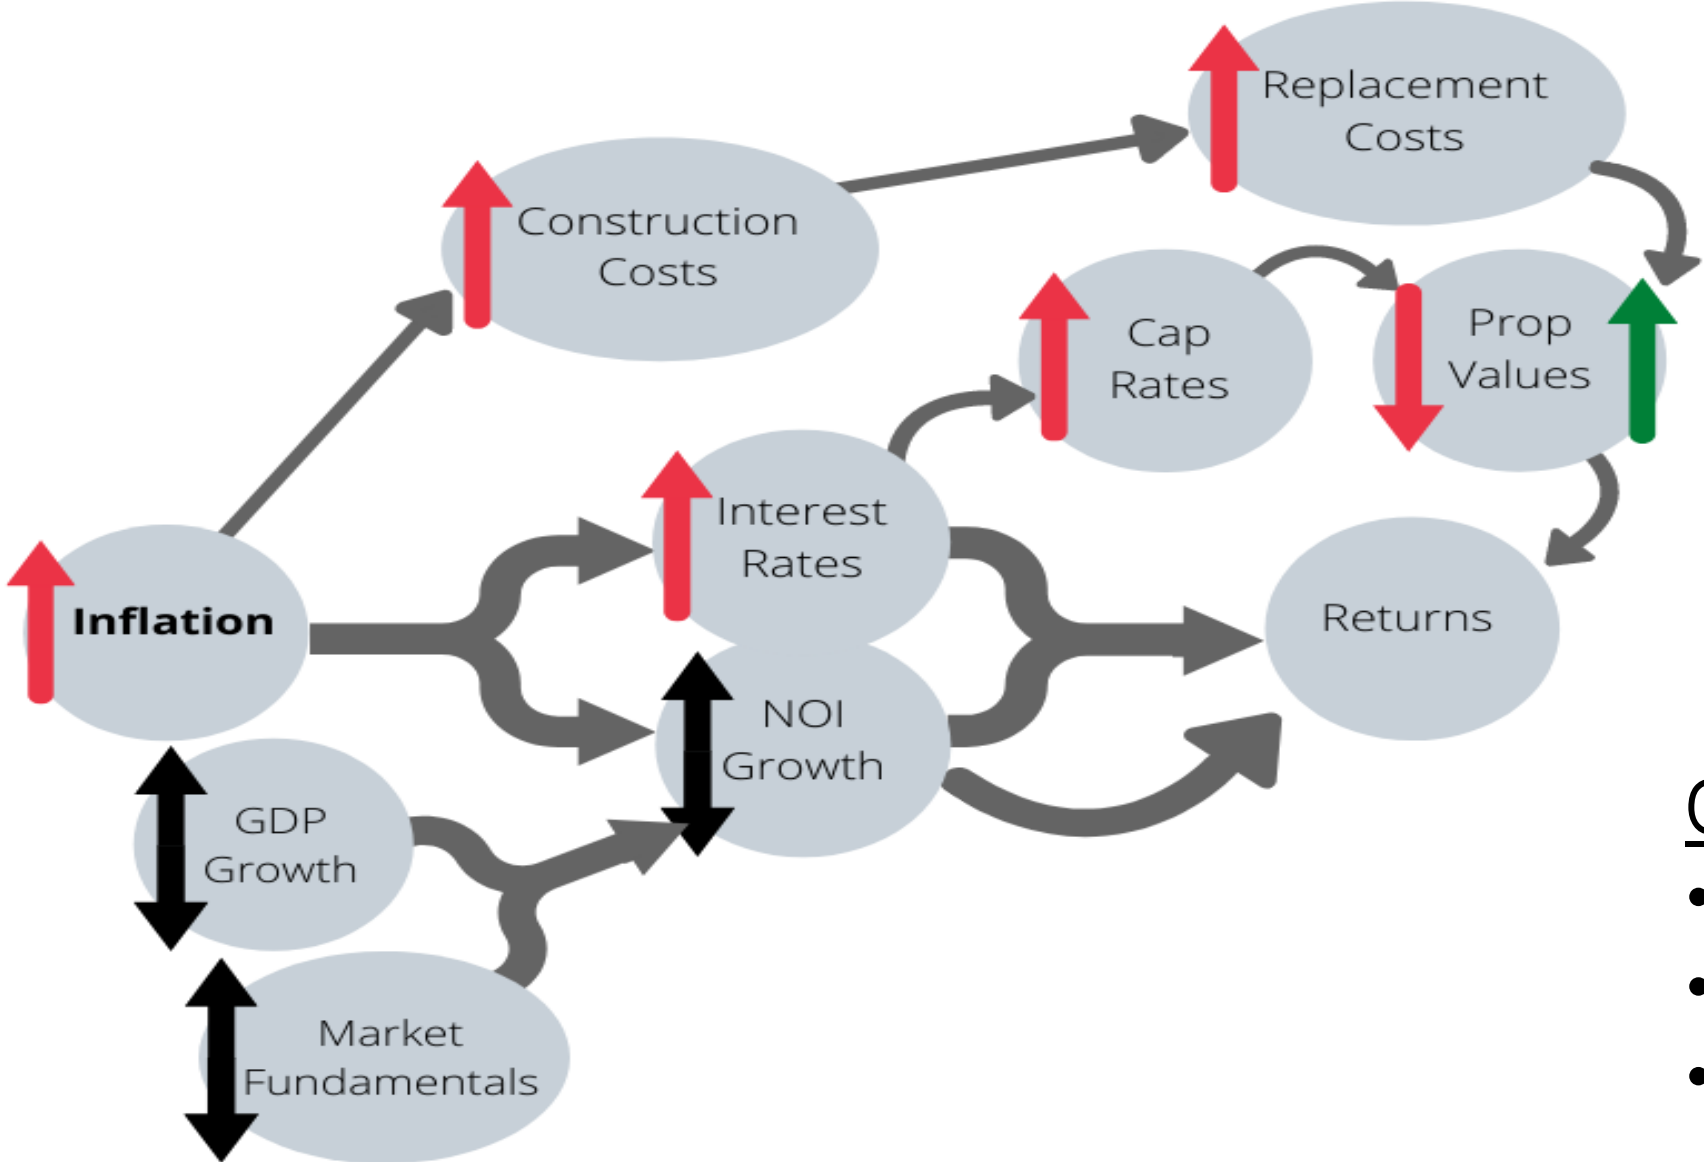 Replacement
Costs
Construction
Costs
Cap
Rates
Prop
Values
Interest
Rates
Inflation
Returns
NOI
Growth
GDP
Growth
Market
Fundamentals